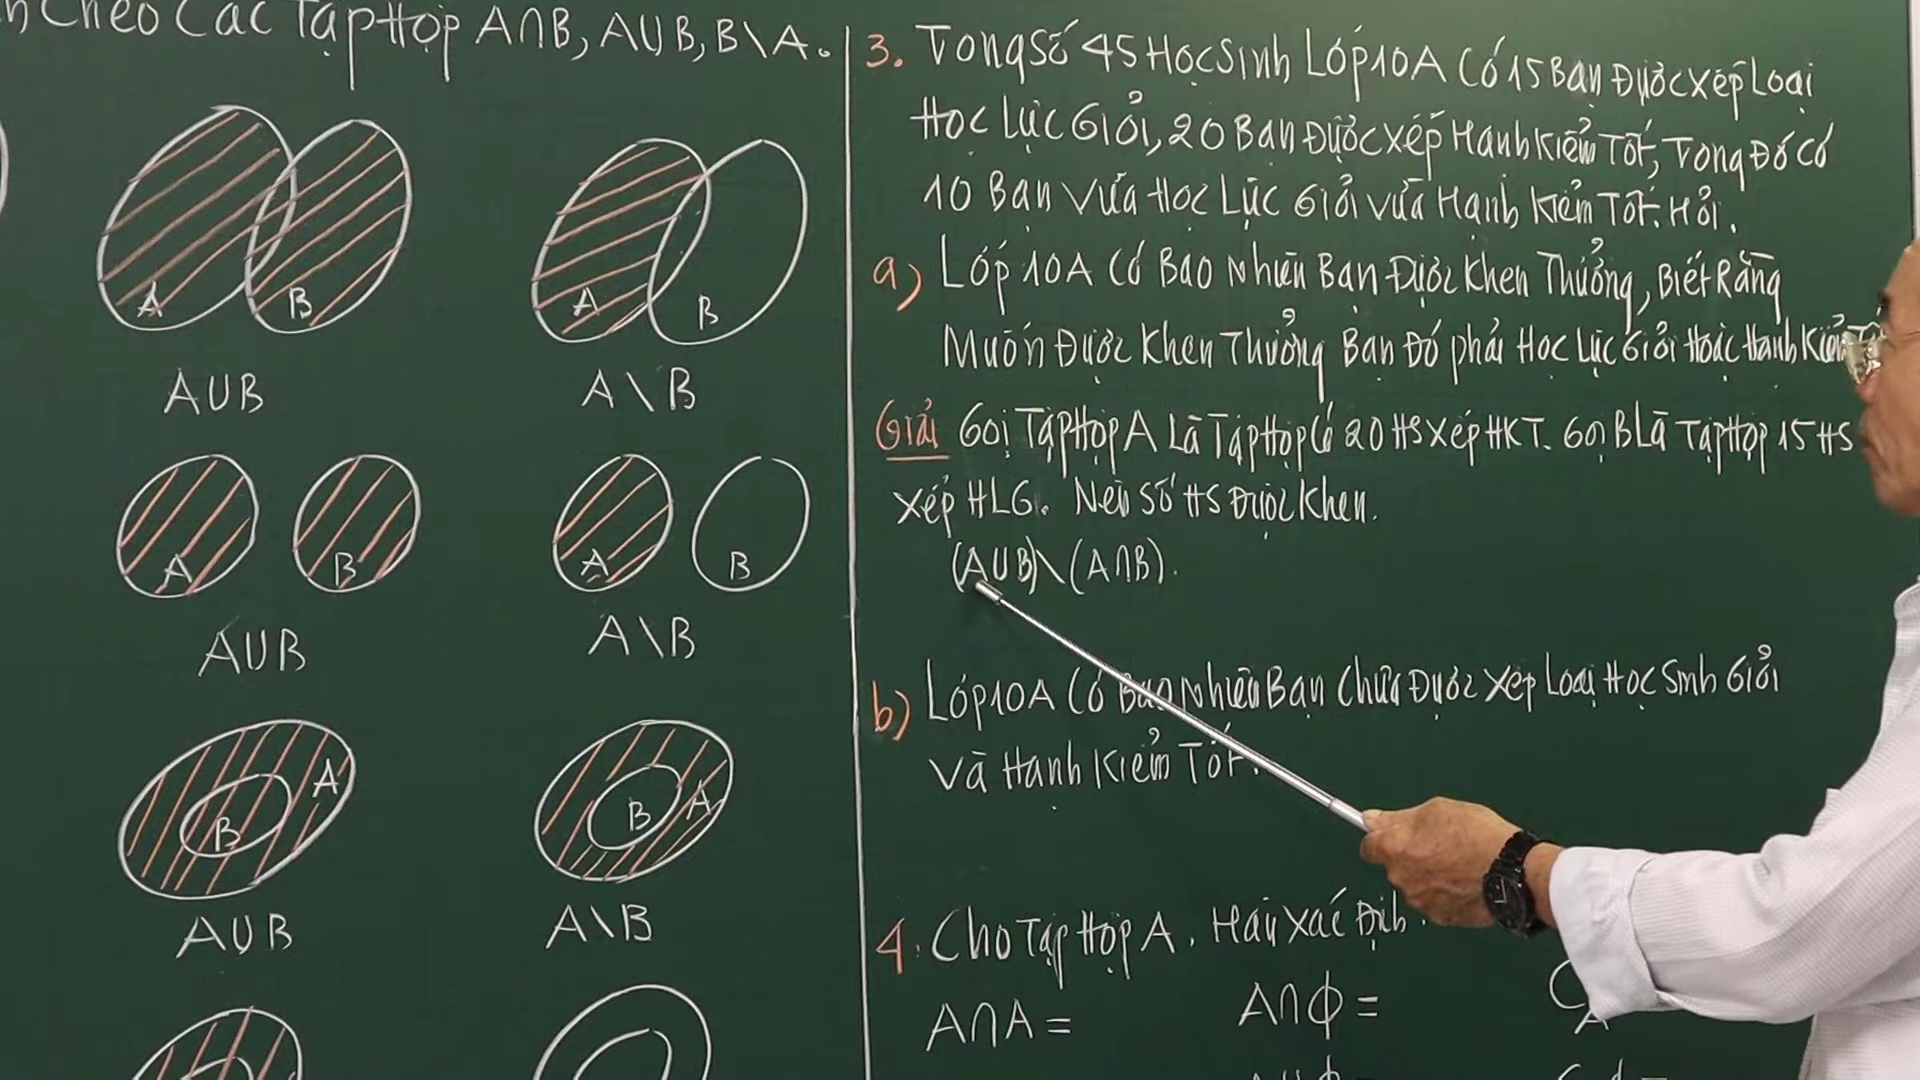 Chéo Các Tập Hợp A∩B, A∪B, B\A.
A
B
A∪B
A
B
A\B
A
B
A∪B
A
B
A\B
B
A
A∪B
B
A
A\B
3. Tong Số 45 Học Sinh Lớp 10A Có 15 Bạn Được Xếp Loại
Học Lực Giỏi, 20 Bạn Được Xếp Hạnh Kiểm Tốt, Tong Đó Có
10 Bạn Vừa Học Lực Giỏi Vừa Hạnh Kiểm Tốt. Hỏi.
a) Lớp 10A Có Bao Nhiêu Bạn Được Khen Thưởng, Biết Rằng
Muốn Được Khen Thưởng Bạn Đó phải Học Lực Giỏi Hoặc Hạnh Kiểm
Giải Gọi Tập Hợp A Là Tập Hợp Có 20 HS Xếp HKT. Gọi B Là Tập Hợp 15 HS
Xếp HLG. Nên Số HS Được Khen.
(A∪B)\(A∩B).
b) Lớp 10A Có Bao Nhiêu Bạn Chưa Được Xếp Loại Học Sinh Giỏi
Và Hạnh Kiểm Tốt.
4. Cho Tập Hợp A. Hãy Xác Định.
A∩A =
A∩ϕ =
C
A